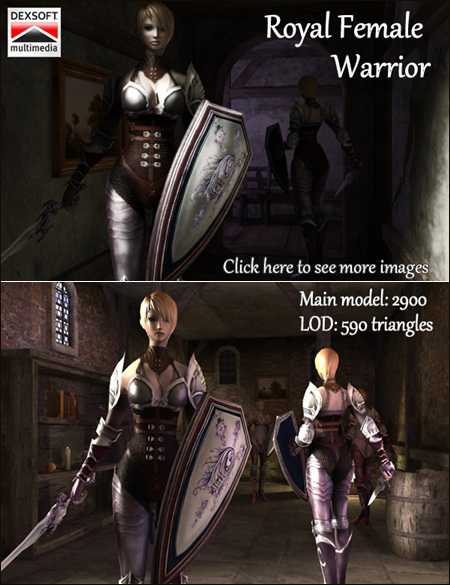 DEXSOFT
multimedia
Royal Female
Warrior
Click here to see more images
Main model: 2900
LOD: 590 triangles